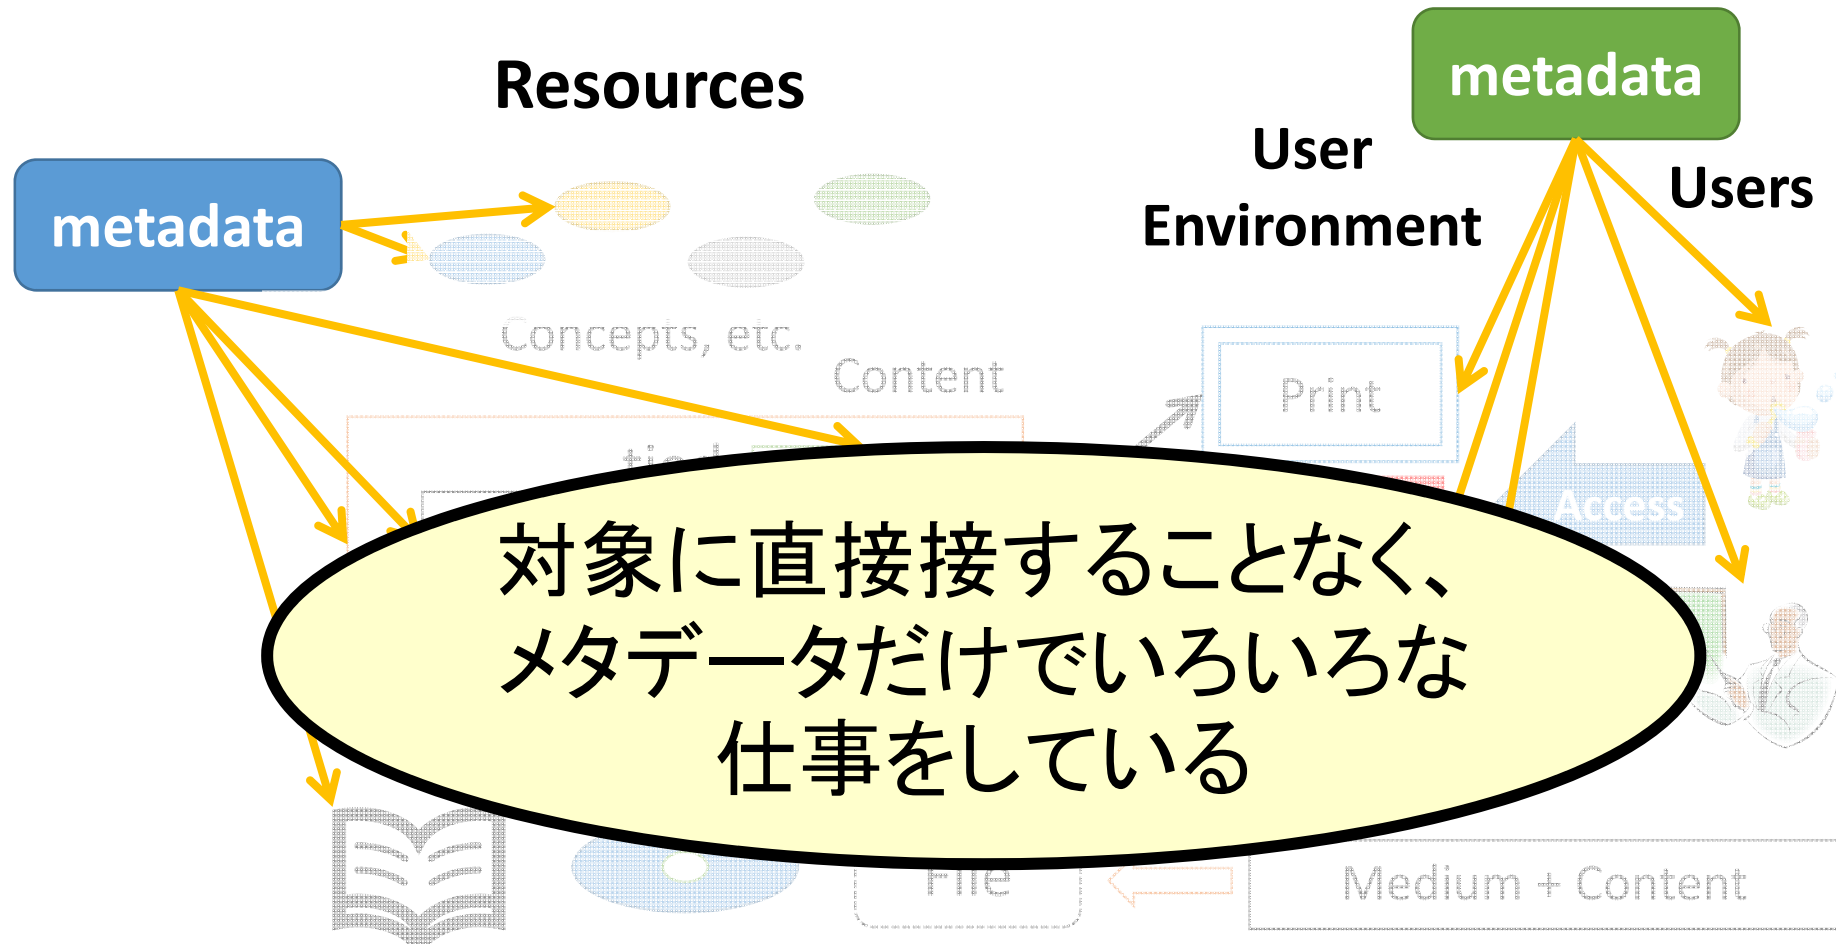 Resources
metadata
User
Environment
Users
metadata
Concepts, etc.
Content
Print
Access
対象に直接接することなく、
メタデータだけでいろいろな
仕事をしている
File
Medium + Content